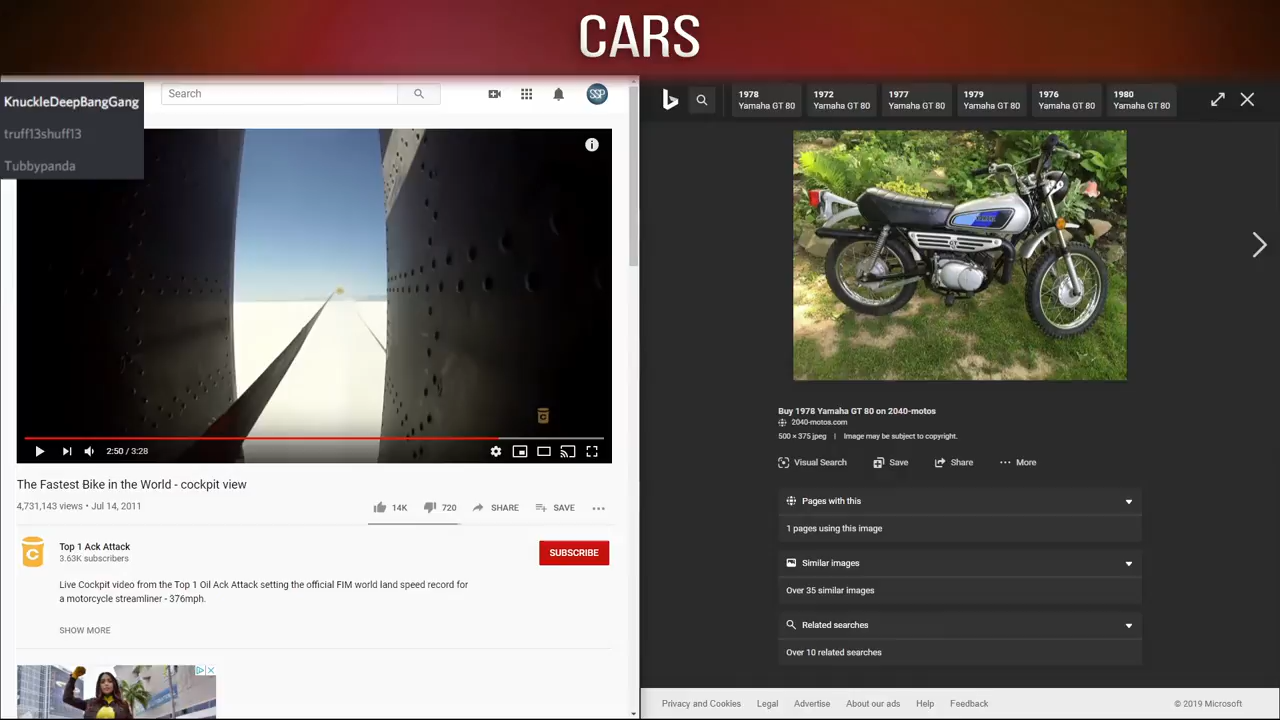 CARS
KnuckleDeepBangGang
truff13shuff13
Tubbypanda
Search
SSP
2:50 / 3:28
The Fastest Bike in the World - cockpit view
4,731,143 views • Jul 14, 2011
14K 720 SHARE SAVE
Top 1 Ack Attack
3.63K subscribers
SUBSCRIBE
Live Cockpit video from the Top 1 Oil Ack Attack setting the official FIM world land speed record for
a motorcycle streamliner - 376mph.
SHOW MORE
1978 Yamaha GT 80
1972 Yamaha GT 80
1977 Yamaha GT 80
1979 Yamaha GT 80
1976 Yamaha GT 80
1980 Yamaha GT 80
Buy 1978 Yamaha GT 80 on 2040-motos
2040-motos.com
500 × 375 jpeg | Image may be subject to copyright.
Visual Search Save Share More
Pages with this
1 pages using this image
Similar images
Over 35 similar images
Related searches
Over 10 related searches
Privacy and Cookies Legal Advertise About our ads Help Feedback © 2019 Microsoft